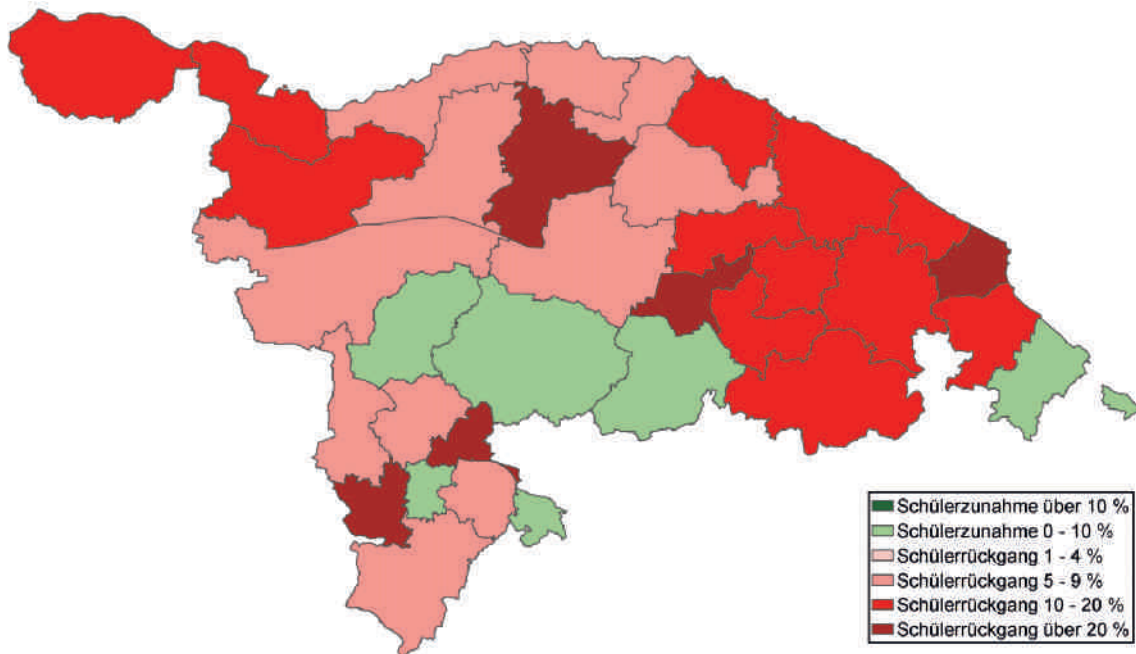 Schülerzunahme über 10 %
Schülerzunahme 0 - 10 %
Schülerrückgang 1 - 4 %
Schülerrückgang 5 - 9 %
Schülerrückgang 10 - 20 %
Schülerrückgang über 20 %